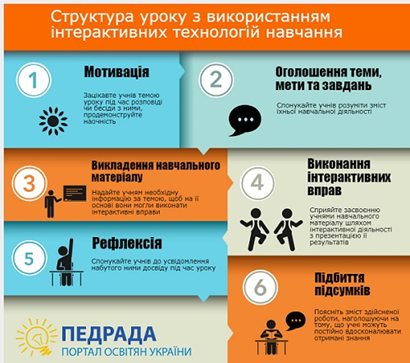 Структура уроку з використанням
інтерактивних технологій навчання
1
Мотивація
Зацікавте учнів темою
уроку під час розповіді
чи бесіди з ними,
продемонструйте
наочність
2
Оголошення теми,
мети та завдань
Спонукайте учнів розуміти зміст
їхньої навчальної діяльності
3
Викладення навчального
матеріалу
Надайте учням необхідну
інформацію за темою, щоб на її
основі вони могли виконати
інтерактивні вправи
4
Виконання
інтерактивних
вправ
Сприяйте засвоєнню
учнями навчального
матеріалу шляхом
інтерактивної діяльності
з презентацією її
результатів
5
Рефлексія
Спонукайте учнів до усвідомлення
набутого ними досвіду під час уроку
6
Підбиття
підсумків
Поясніть зміст здійсненої
роботи, наголошуючи на
тому, що учні можуть
постійно вдосконалювати
отримані знання
ПЕДРАДА
ПОРТАЛ ОСВІТЯН УКРАЇНИ